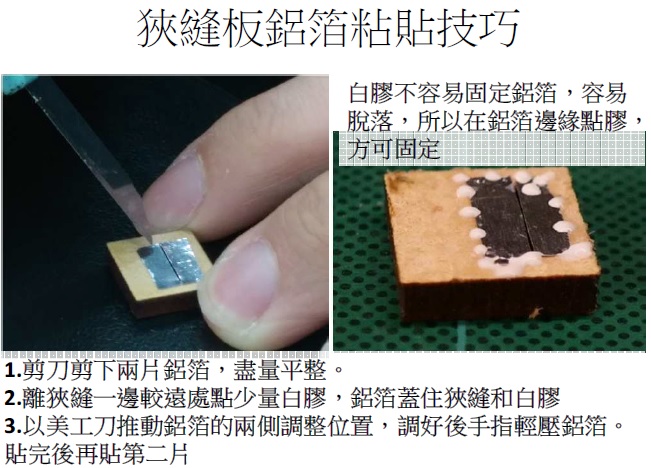 狹縫板鋁箔粘貼技巧
白膠不容易固定鋁箔，容易
脫落，所以在鋁箔邊緣點膠，
方可固定
1.剪刀剪下兩片鋁箔，盡量平整。
2.離狹縫一邊較遠處點少量白膠，鋁箔蓋住狹縫和白膠
3.以美工刀推動鋁箔的兩側調整位置，調好後手指輕壓鋁箔。
貼完後再貼第二片